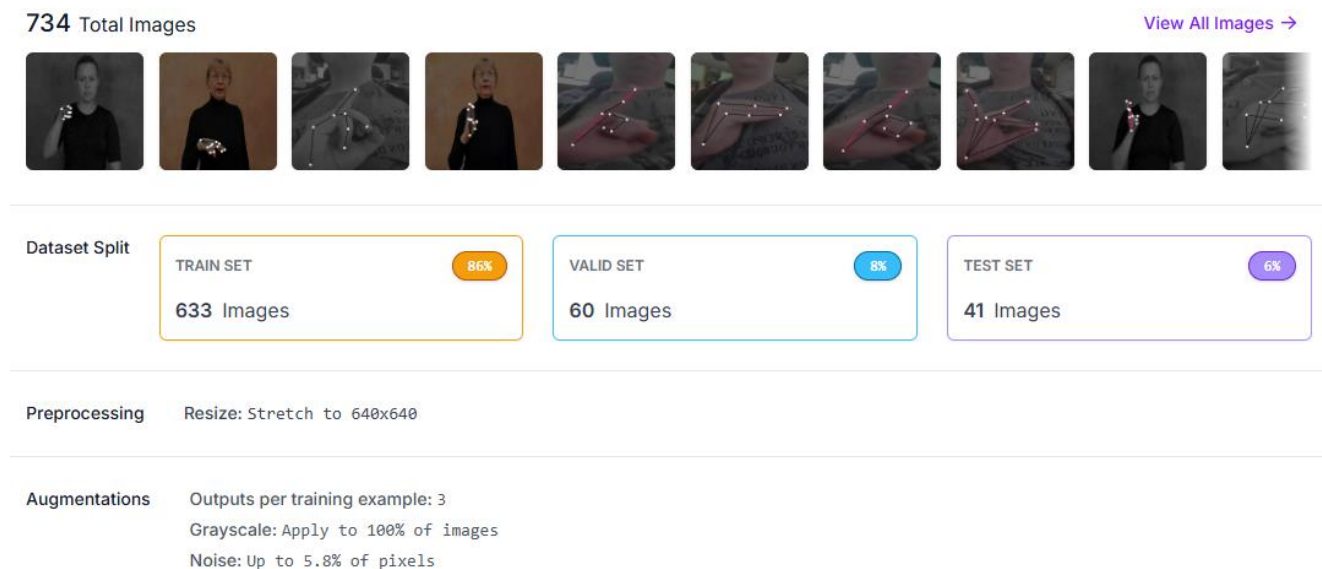 734 Total Images
View All Images →
Dataset Split
TRAIN SET
86%
633 Images
VALID SET
8%
60 Images
TEST SET
6%
41 Images
Preprocessing
Resize: Stretch to 640x640
Augmentations
Outputs per training example: 3
Grayscale: Apply to 100% of images
Noise: Up to 5.8% of pixels